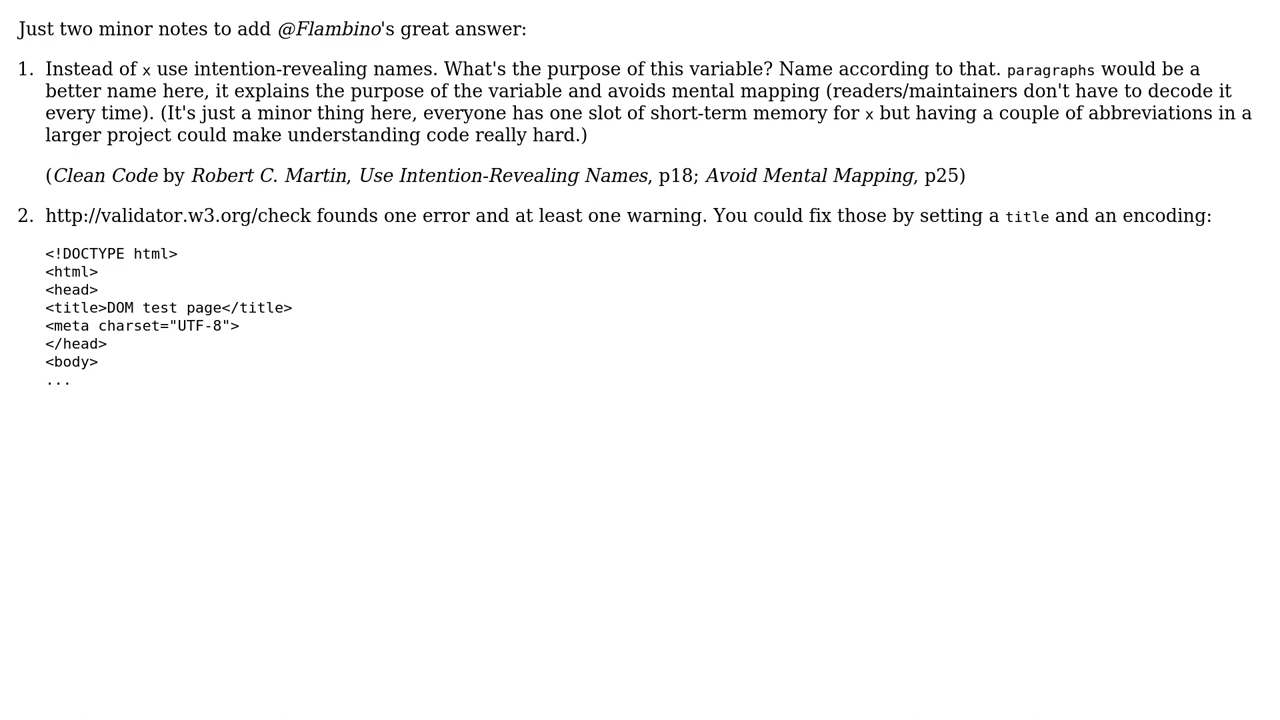 Just two minor notes to add @Flambino's great answer:
1. Instead of x use intention-revealing names. What's the purpose of this variable? Name according to that. paragraphs would be a
better name here, it explains the purpose of the variable and avoids mental mapping (readers/maintainers don't have to decode it
every time). (It's just a minor thing here, everyone has one slot of short-term memory for x but having a couple of abbreviations in a
larger project could make understanding code really hard.)
(Clean Code by Robert C. Martin, Use Intention-Revealing Names, p18; Avoid Mental Mapping, p25)
2. http://validator.w3.org/check founds one error and at least one warning. You could fix those by setting a title and an encoding:
<!DOCTYPE html>
<html>
<head>
<title>DOM test page</title>
<meta charset="UTF-8">
</head>
<body>
...